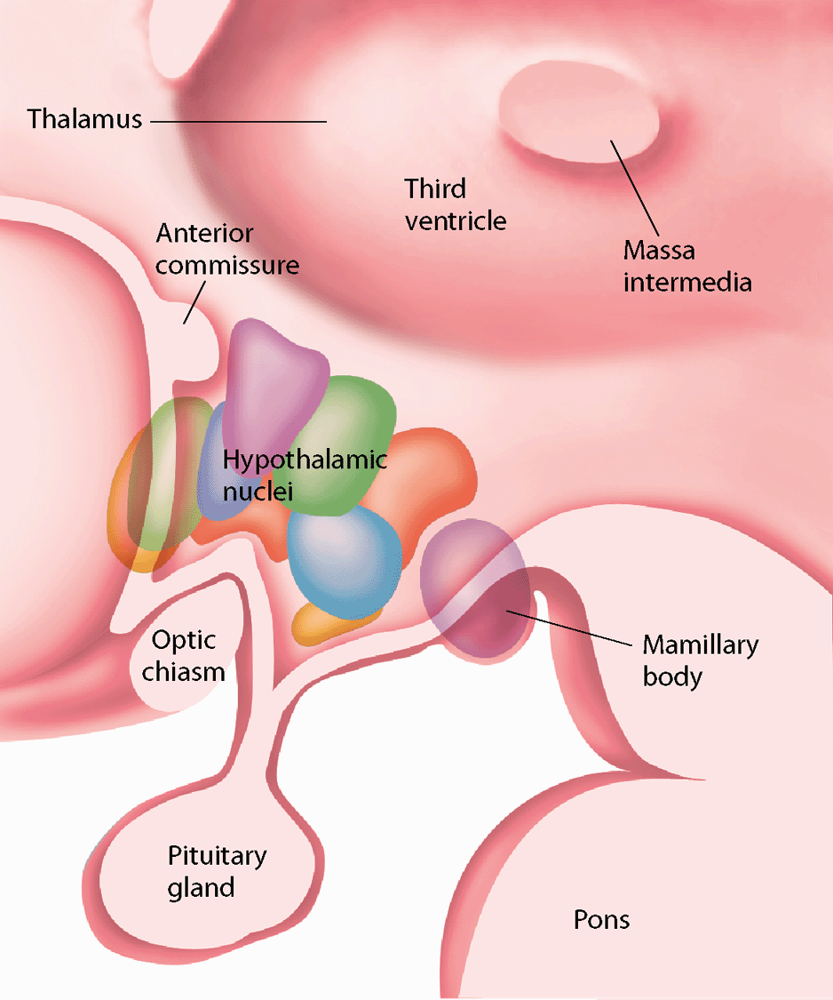 Thalamus
Third
ventricle
Massa
intermedia
Anterior
commissure
Hypothalamic
nuclei
Optic
chiasm
Mamillary
body
Pituitary
gland
Pons